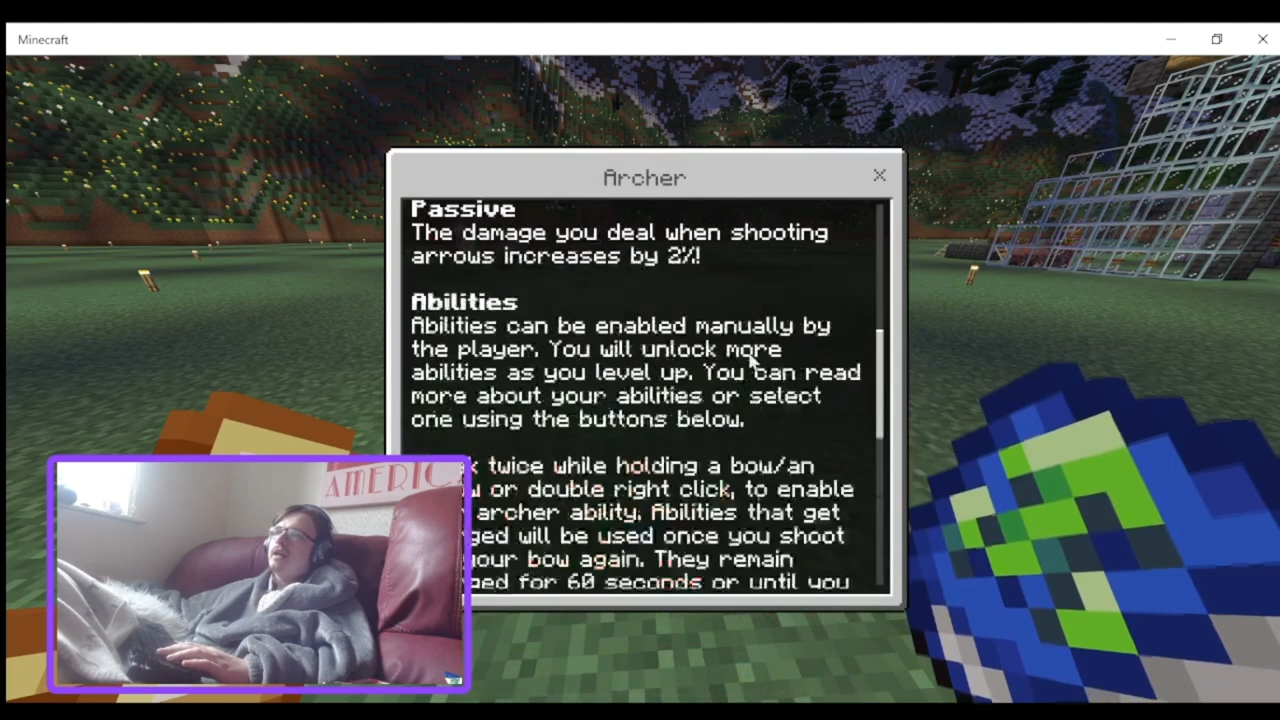 Minecraft
Archer
Passive
The damage you deal when shooting
arrows increases by 2%!
Abilities
Abilities can be enabled manually by
the player. You will unlock more
abilities as you level up. You can read
more about your abilities or select
one using the buttons below.
twice while holding a bow/an
or double right click, to enable
archer ability. Abilities that get
will be used once you shoot
your bow again. They remain
for 60 seconds or until you
AMERICA